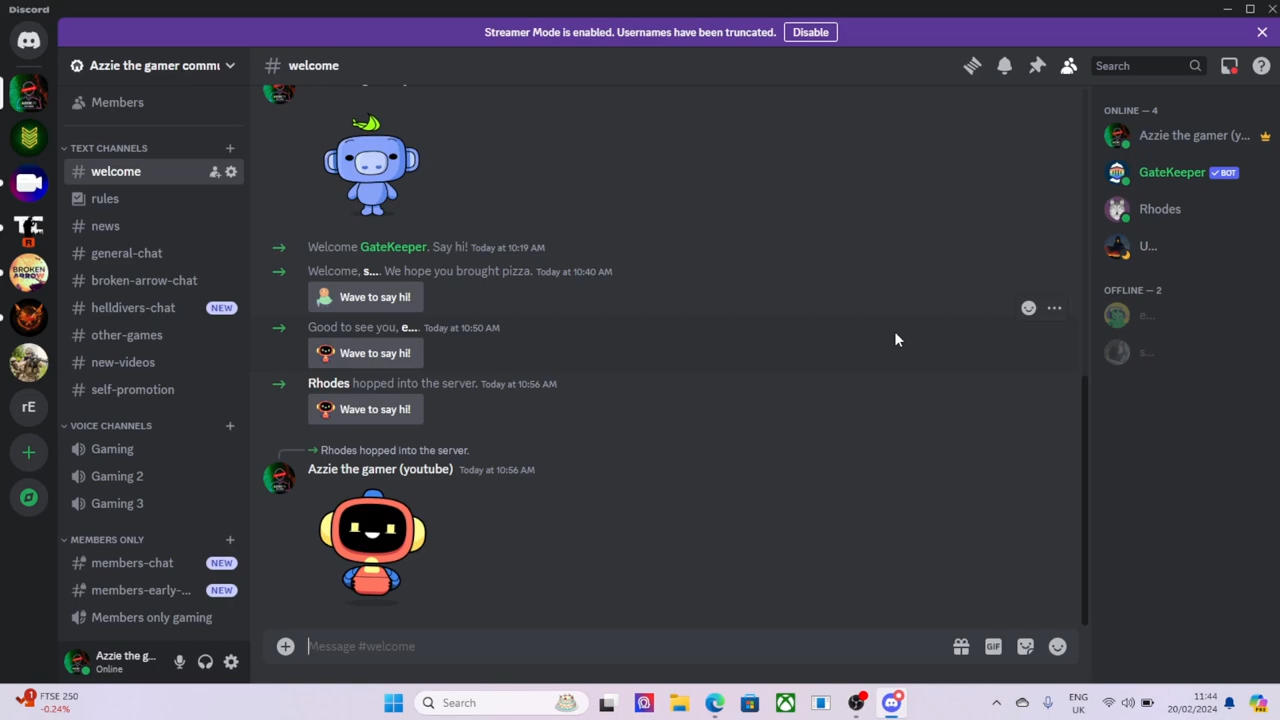 Discord
Streamer Mode is enabled. Usernames have been truncated. Disable
Azzie the gamer commu
# welcome
Search
Members
TEXT CHANNELS
welcome
rules
news
general-chat
broken-arrow-chat
helldivers-chat NEW
other-games
new-videos
self-promotion
VOICE CHANNELS
Gaming
Gaming 2
Gaming 3
MEMBERS ONLY
members-chat NEW
members-early-... NEW
Members only gaming
Azzie the g...
Online
rE
BROKEN ARROW
Welcome GateKeeper. Say hi! Today at 10:19 AM
Welcome, s.... We hope you brought pizza. Today at 10:40 AM
Wave to say hi!
Good to see you, e.... Today at 10:50 AM
Wave to say hi!
Rhodes hopped into the server. Today at 10:56 AM
Wave to say hi!
Rhodes hopped into the server.
Azzie the gamer (youtube) Today at 10:56 AM
Message #welcome
GIF
ONLINE — 4
Azzie the gamer (y...
GateKeeper ✓BOT
Rhodes
U...
OFFLINE — 2
e...
s...
1
FTSE 250
-0.24%
Search
ENG
UK
11:44
20/02/2024